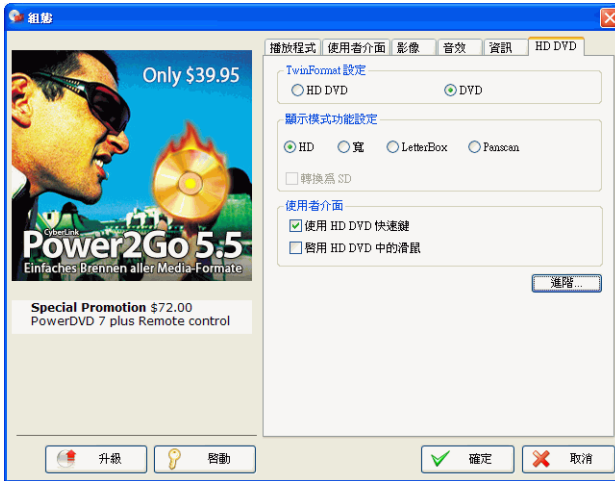 組態
Only $39.95
CyberLink
Power2Go 5.5
Einfaches Brennen aller Media-Formate
Special Promotion $72.00
PowerDVD 7 plus Remote control
升級
啓動
播放程式 使用者介面 影像 音效 資訊 HD DVD
TwinFormat 設定
HD DVD DVD
顯示模式功能設定
HD 寬 LetterBox Panscan
轉換為 SD
使用者介面
使用 HD DVD 快速鍵
啓用 HD DVD 中的滑鼠
進階...
確定 取消